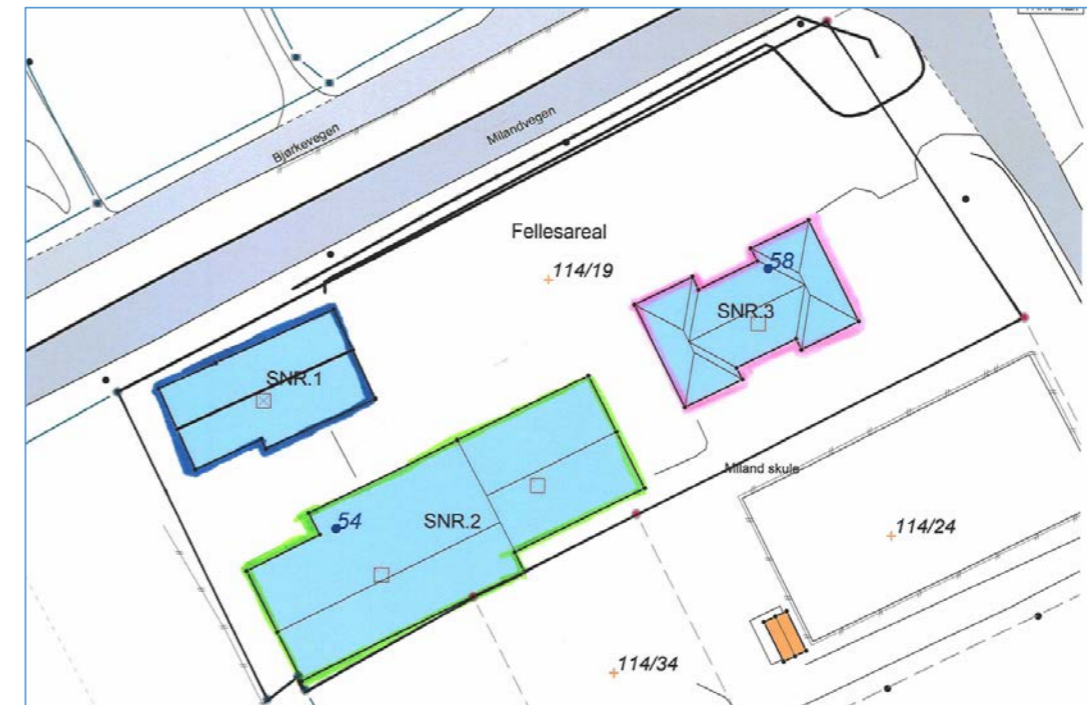 Bjørkevegen
Milandvegen
Fellesareal
114/19
58
SNR.3
SNR.1
Miland skule
54
SNR.2
114/24
114/34